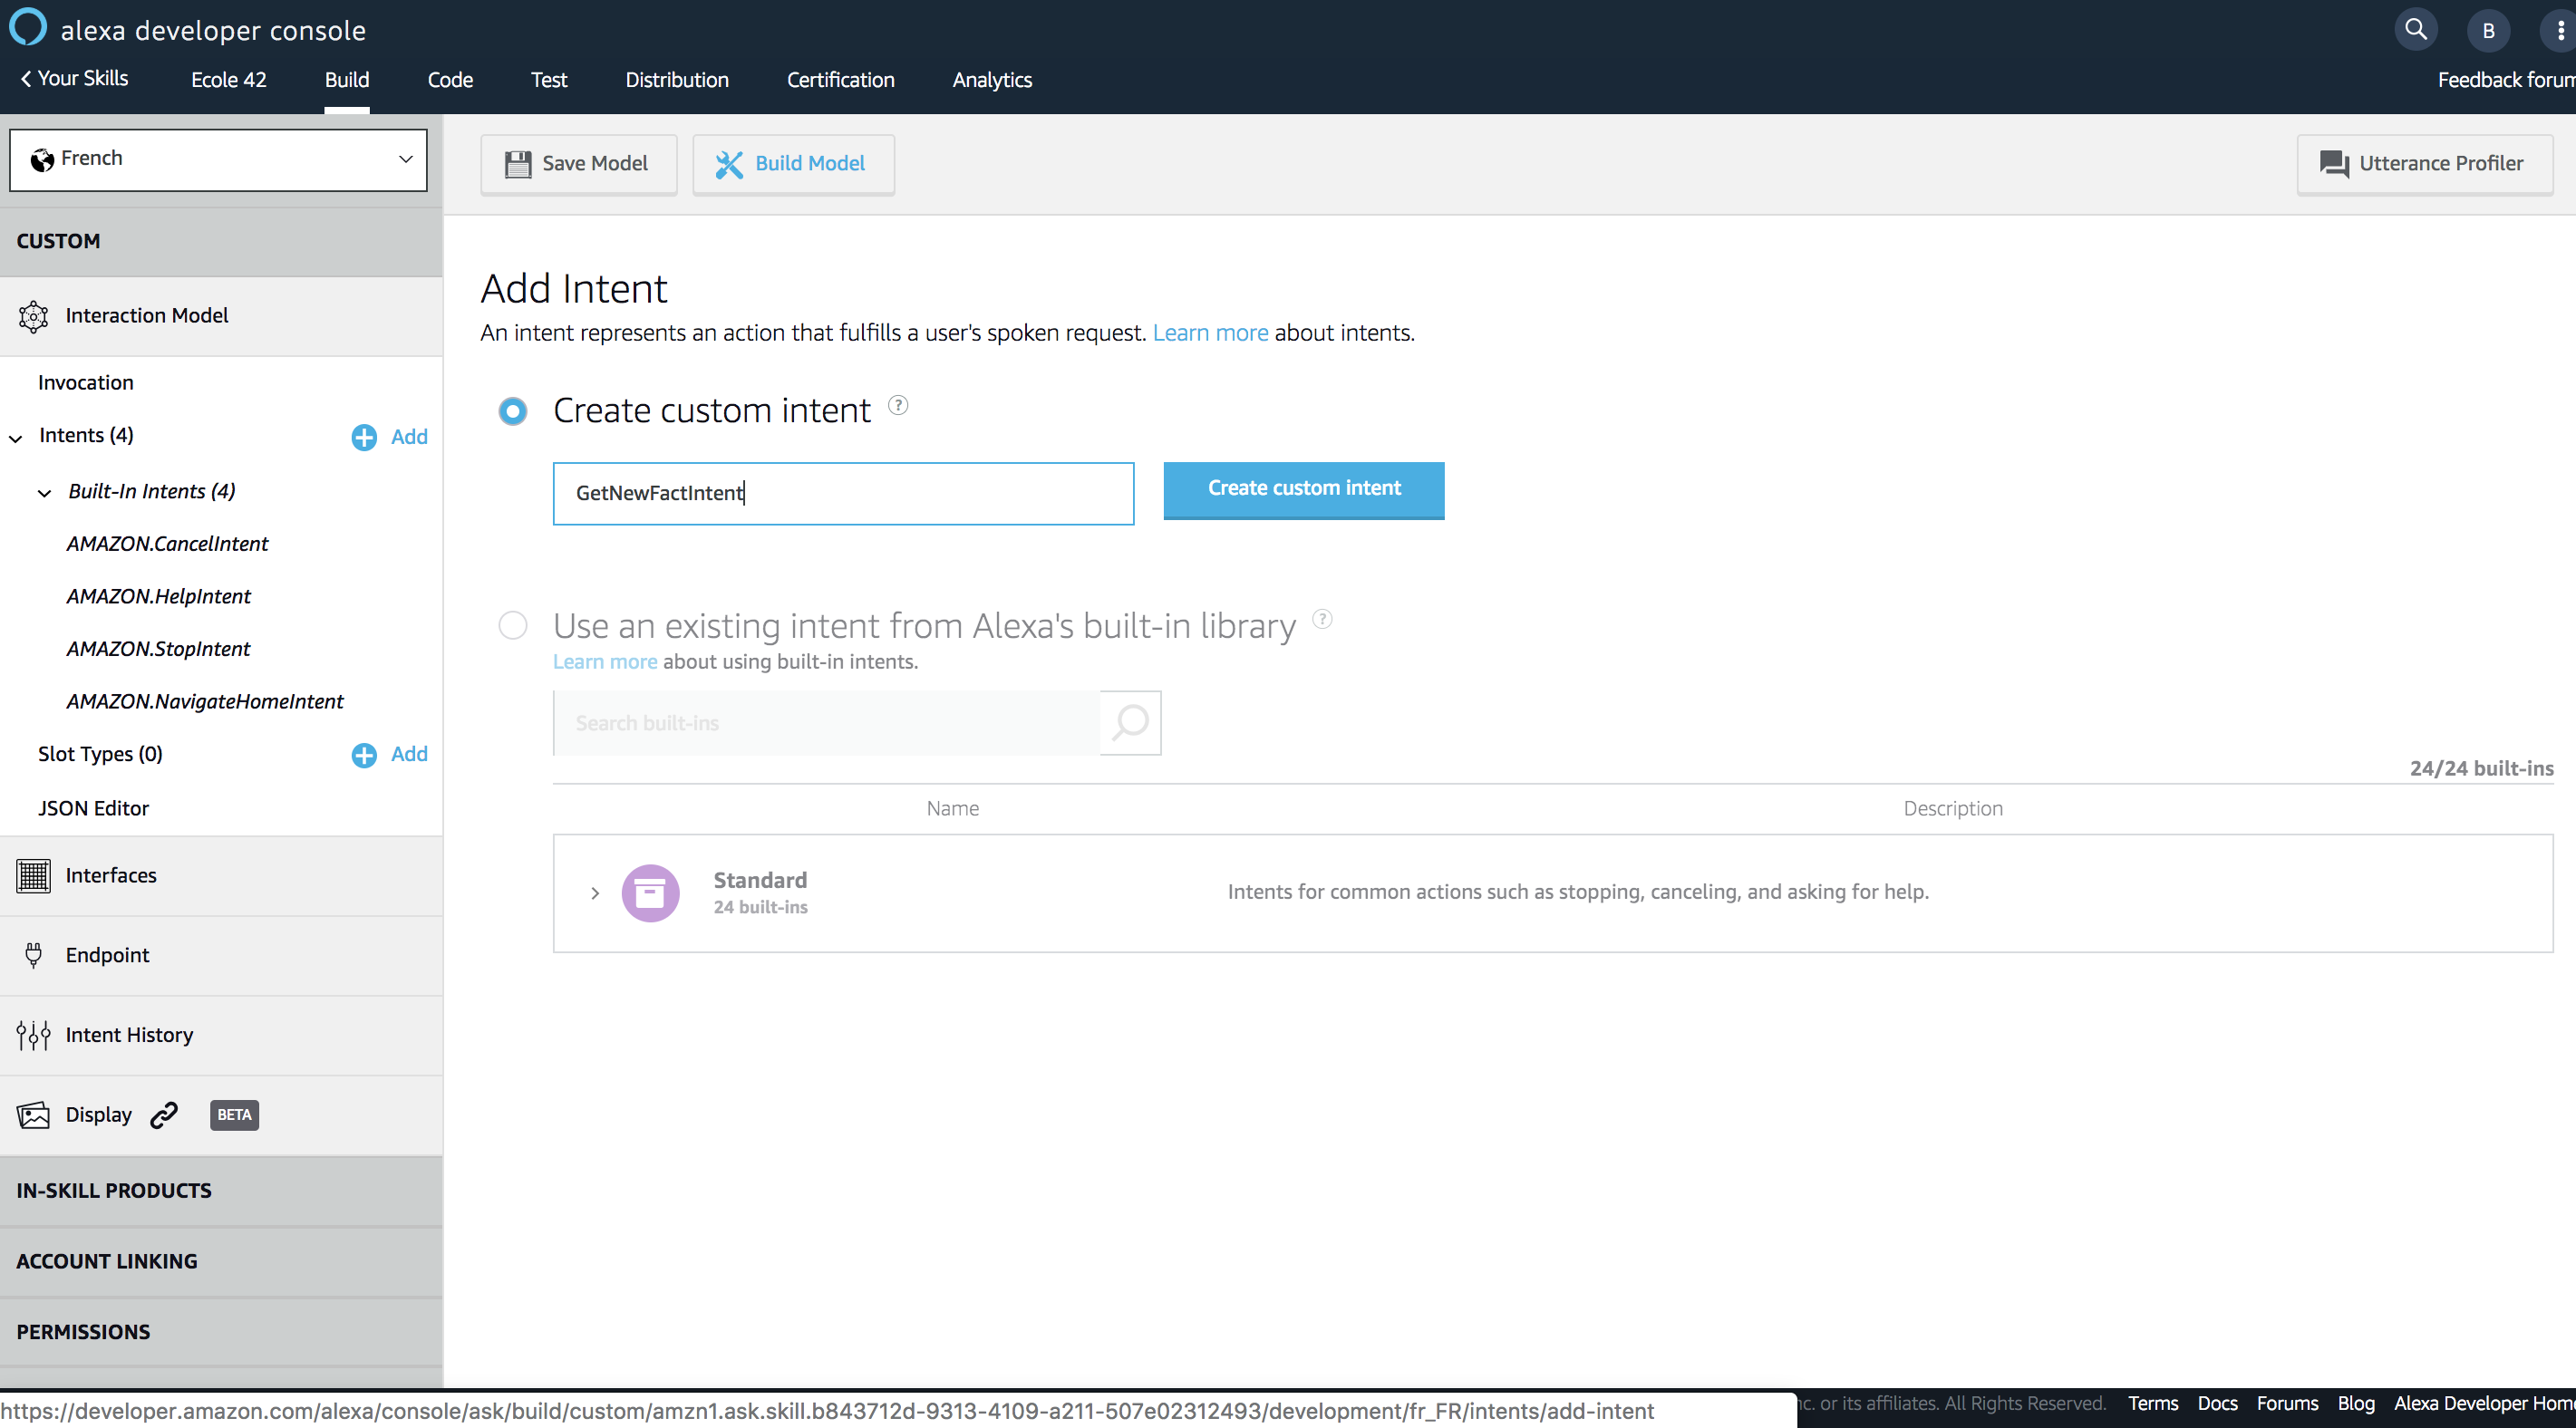 alexa developer console
B
Your Skills
Ecole 42
Build
Code
Test
Distribution
Certification
Analytics
Feedback forum
French
Save Model
Build Model
Utterance Profiler
CUSTOM
Interaction Model
Invocation
Intents (4)
Add
Built-In Intents (4)
AMAZON.CancelIntent
AMAZON.HelpIntent
AMAZON.StopIntent
AMAZON.NavigateHomeIntent
Slot Types (0)
Add
JSON Editor
Interfaces
Endpoint
Intent History
Display
BETA
IN-SKILL PRODUCTS
ACCOUNT LINKING
PERMISSIONS
Add Intent
An intent represents an action that fulfills a user's spoken request. Learn more about intents.
Create custom intent ?
GetNewFactIntent
Create custom intent
Use an existing intent from Alexa's built-in library ?
Learn more about using built-in intents.
Search built-ins
24/24 built-ins
Name
Description
Standard
24 built-ins
Intents for common actions such as stopping, canceling, and asking for help.
https://developer.amazon.com/alexa/console/ask/build/custom/amzn1.ask.skill.b843712d-9313-4109-a211-507e02312493/development/fr_FR/intents/add-intent
or its affiliates. All Rights Reserved.
Terms
Docs
Forums
Blog
Alexa Developer Home